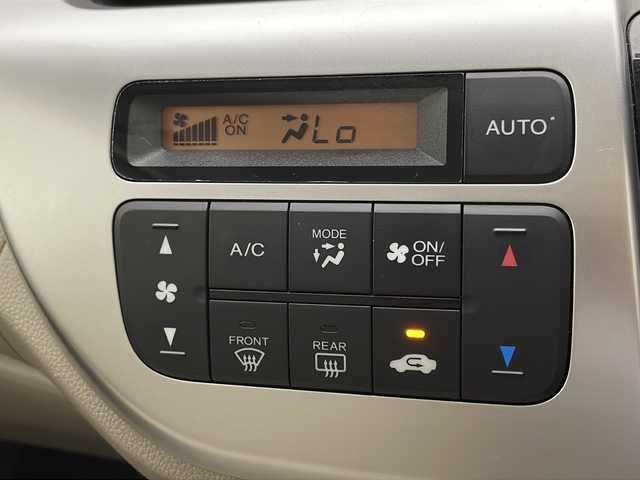 A/C
ON
Lo
AUTO
A/C
MODE
ON/
OFF
FRONT
REAR